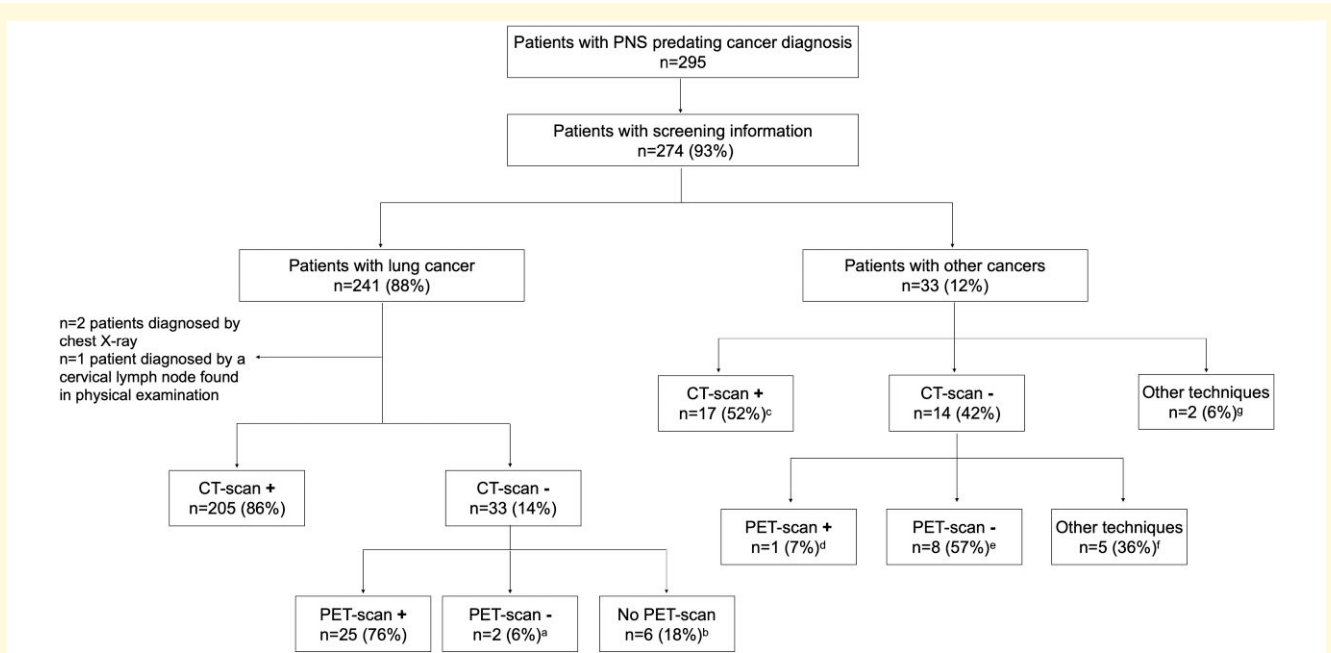 Patients with PNS predating cancer diagnosis
n=295
Patients with screening information
n=274 (93%)
Patients with lung cancer
n=241 (88%)
Patients with other cancers
n=33 (12%)
n=2 patients diagnosed by
chest X-ray
n=1 patient diagnosed by a
cervical lymph node found
in physical examination
CT-scan +
n=17 (52%)ᶜ
CT-scan -
n=14 (42%)
Other techniques
n=2 (6%)ᵍ
CT-scan +
n=205 (86%)
CT-scan -
n=33 (14%)
PET-scan +
n=1 (7%)ᵈ
PET-scan -
n=8 (57%)ᵉ
Other techniques
n=5 (36%)ᶠ
PET-scan +
n=25 (76%)
PET-scan -
n=2 (6%)ᵃ
No PET-scan
n=6 (18%)ᵇ